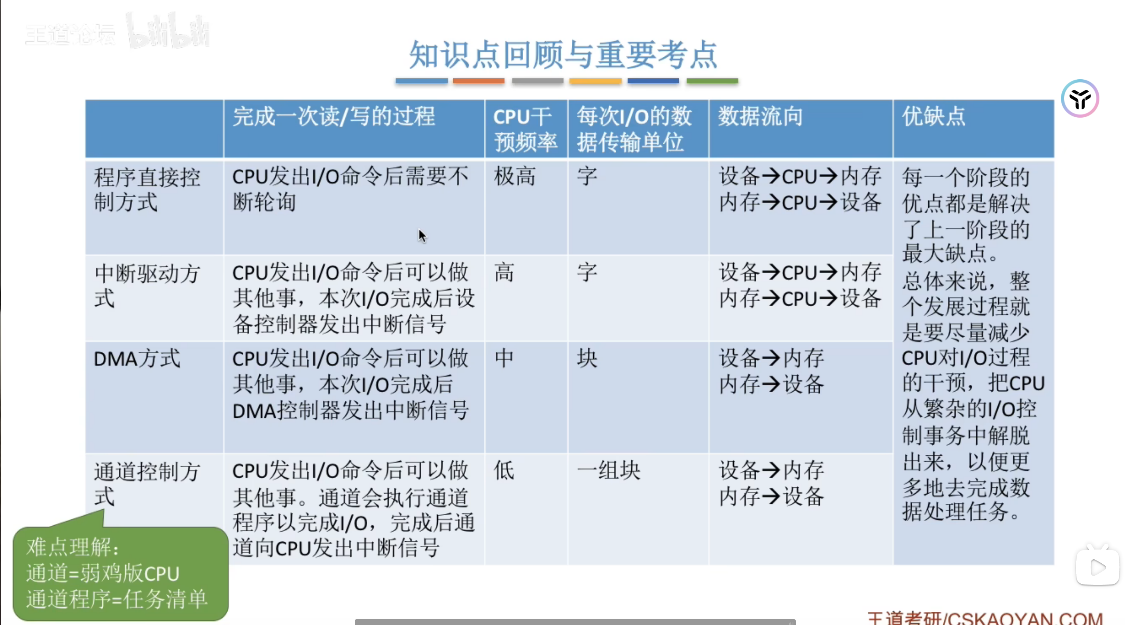 王道论坛 bilibili
知识点回顾与重要考点
完成一次读/写的过程
CPU干
预频率
每次I/O的数
据传输单位
数据流向
优缺点
程序直接控
制方式
CPU发出I/O命令后需要不
断轮询
极高
字
设备→CPU→内存
内存→CPU→设备
每一个阶段的
优点都是解决
了上一阶段的
最大缺点。
总体来说，整
个发展过程就
是要尽量减少
CPU对I/O过程
的干预，把CPU
从繁杂的I/O控
制事务中解脱
出来，以便更
多地去完成数
据处理任务。
中断驱动方
式
CPU发出I/O命令后可以做
其他事，本次I/O完成后设
备控制器发出中断信号
高
字
设备→CPU→内存
内存→CPU→设备
DMA方式
CPU发出I/O命令后可以做
其他事，本次I/O完成后
DMA控制器发出中断信号
中
块
设备→内存
内存→设备
通道控制方
式
CPU发出I/O命令后可以做
其他事。通道会执行通道
程序以完成I/O，完成后通
道向CPU发出中断信号
低
一组块
设备→内存
内存→设备
难点理解：
通道=弱鸡版CPU
通道程序=任务清单
王道考研/CSKAOYAN.COM